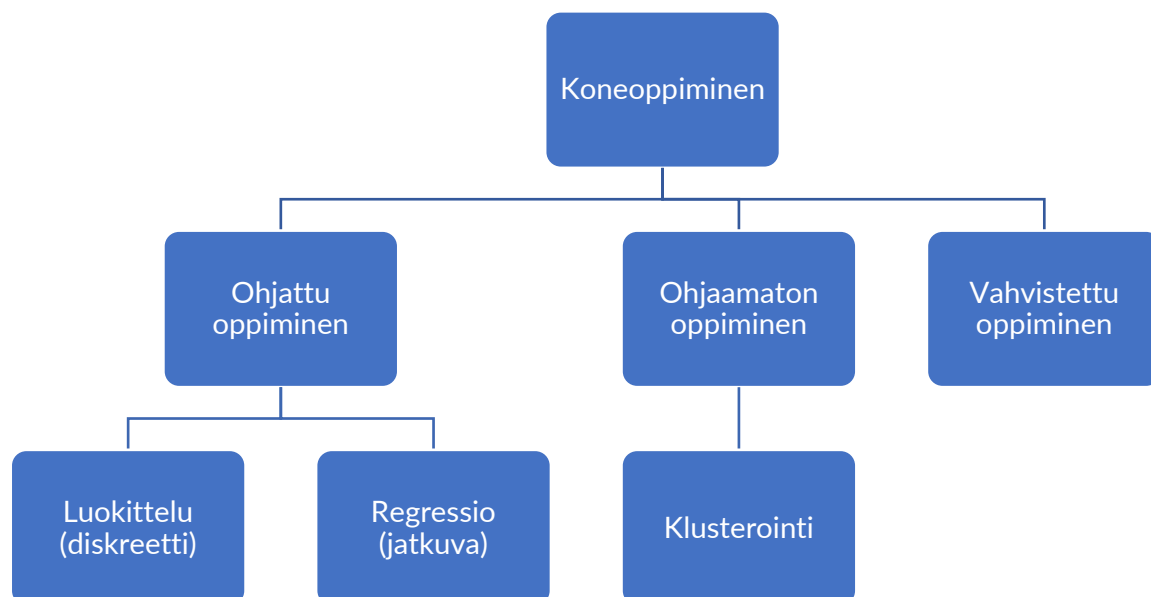 Koneoppiminen
Ohjattu
oppiminen
Ohjaamaton
oppiminen
Vahvistettu
oppiminen
Luokittelu
(diskreetti)
Regressio
(jatkuva)
Klusterointi